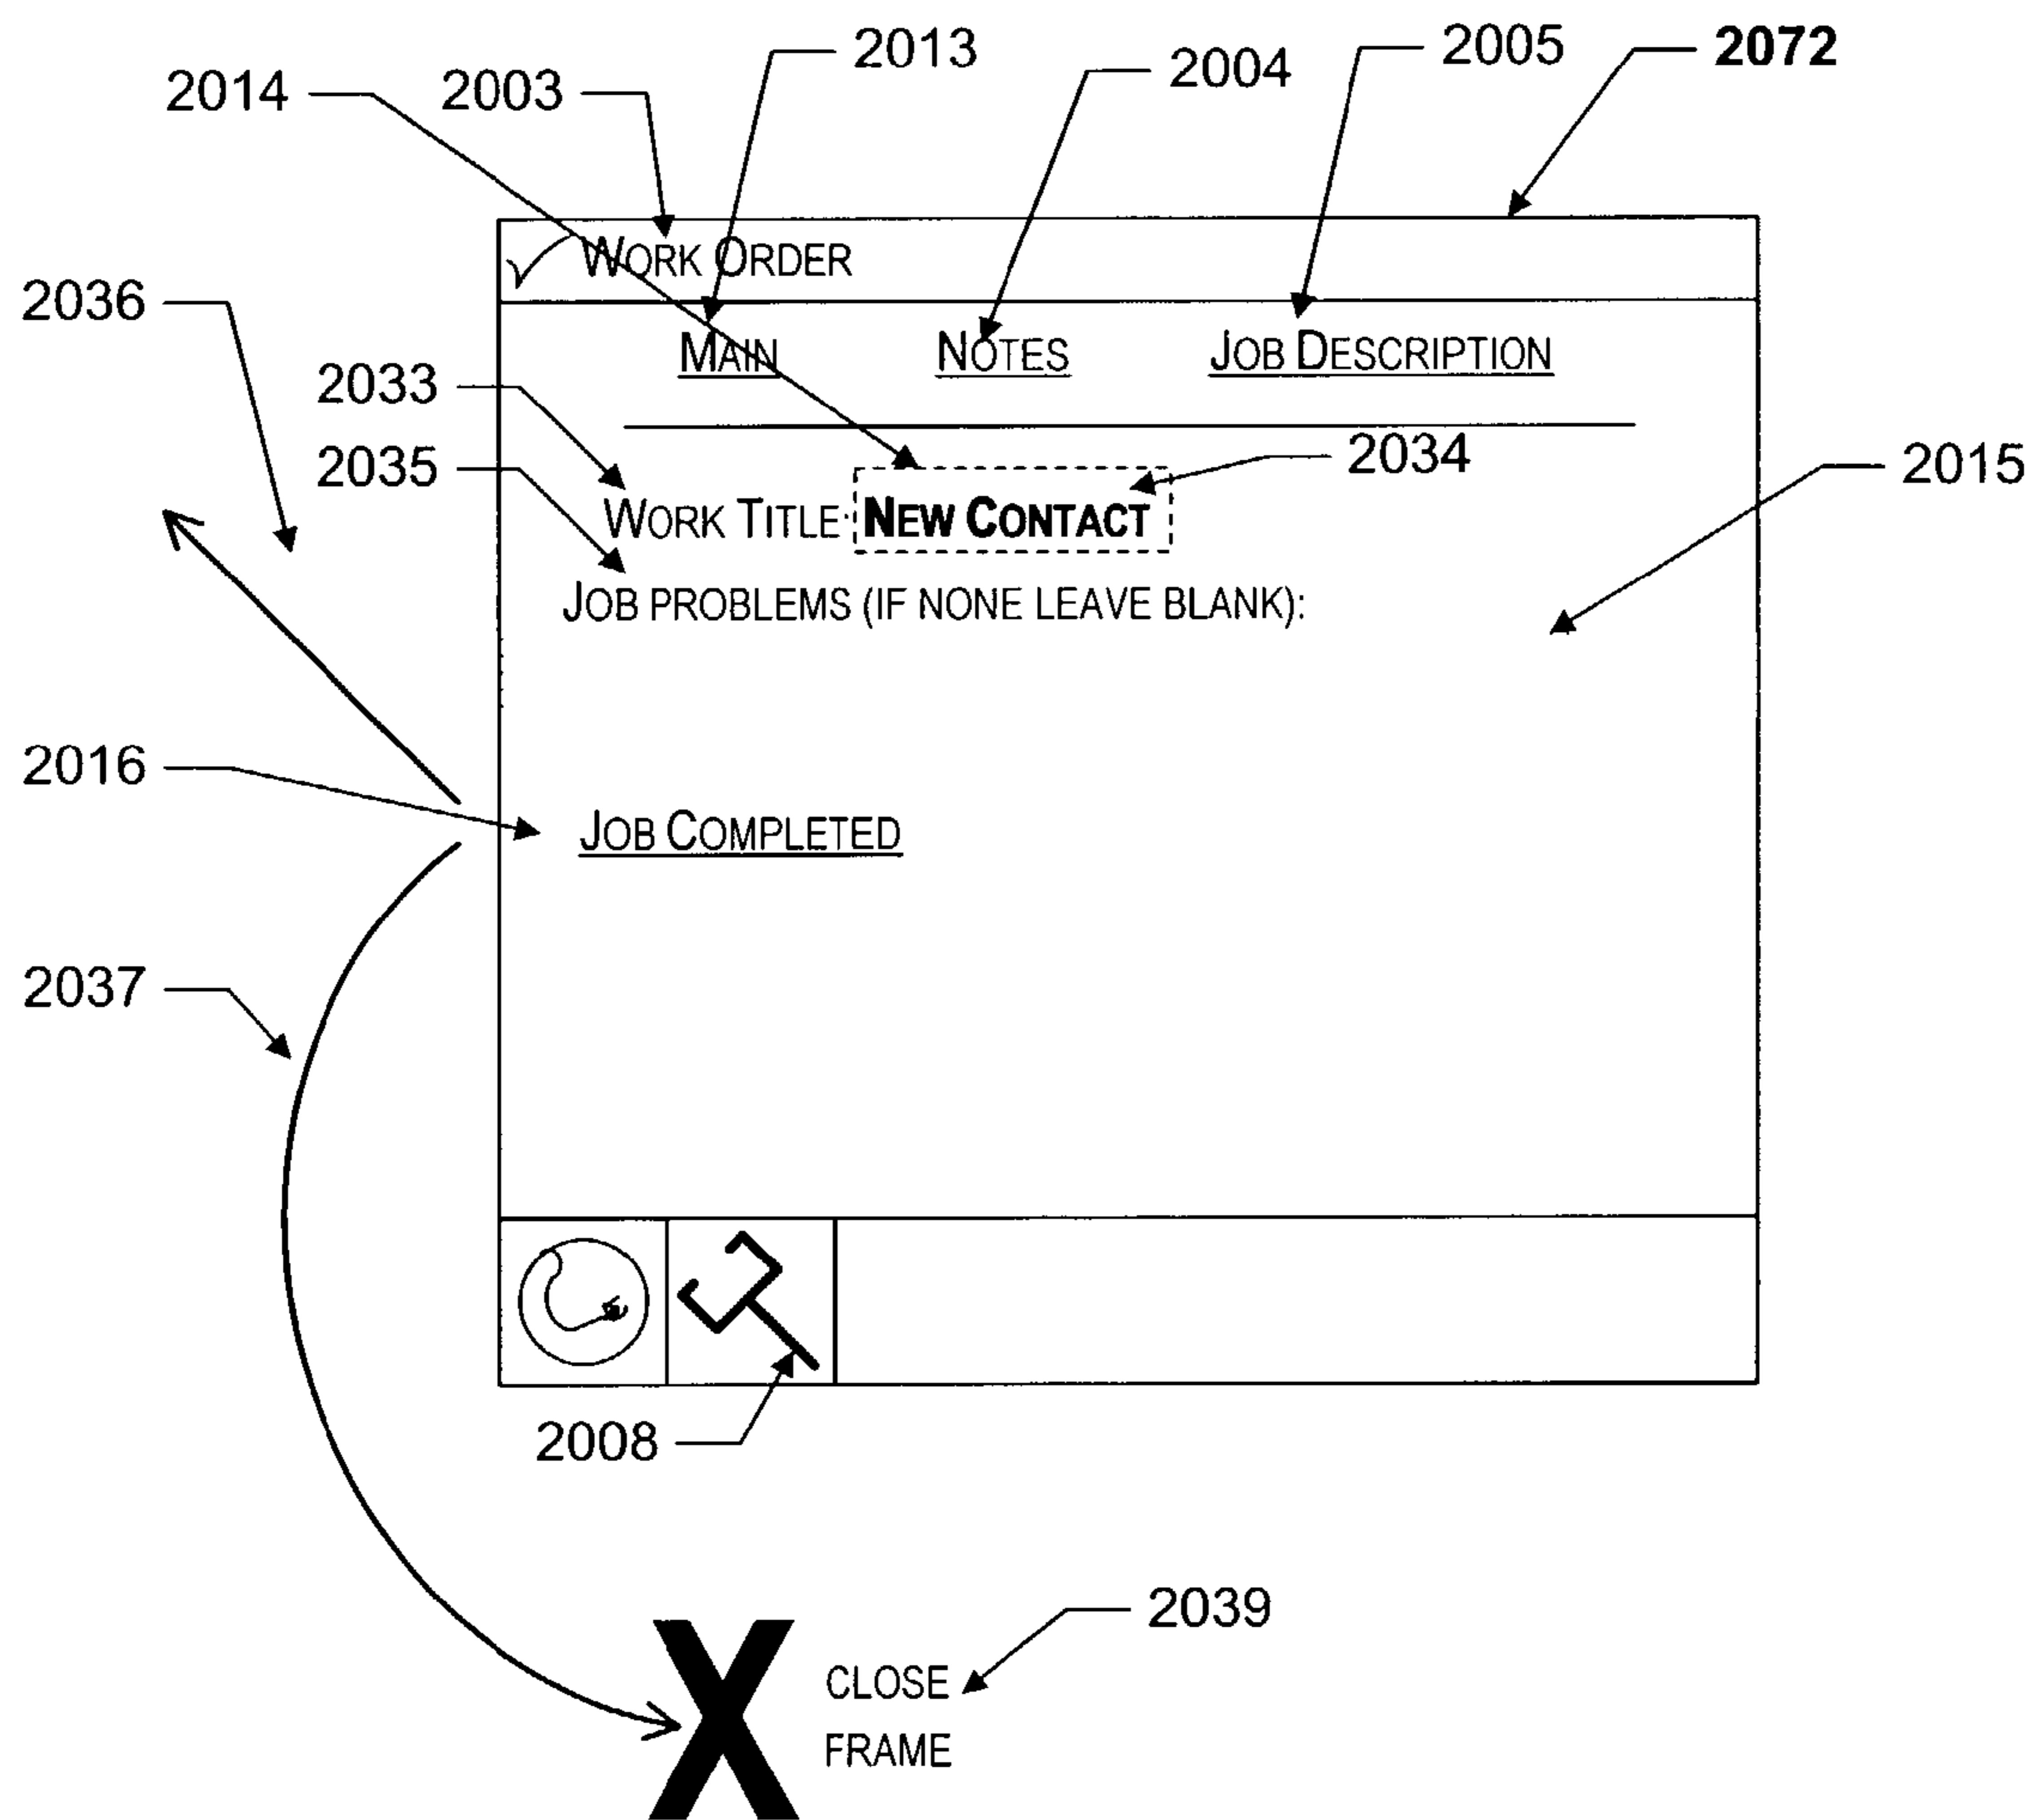 2013
2005
2072
2004
2014
2003
WORK ORDER
2036
MAIN NOTES JOB DESCRIPTION
2033
2034
2035
2015
WORK TITLE: NEW CONTACT
JOB PROBLEMS (IF NONE LEAVE BLANK):
2016
JOB COMPLETED
2037
2008
2039
CLOSE
FRAME